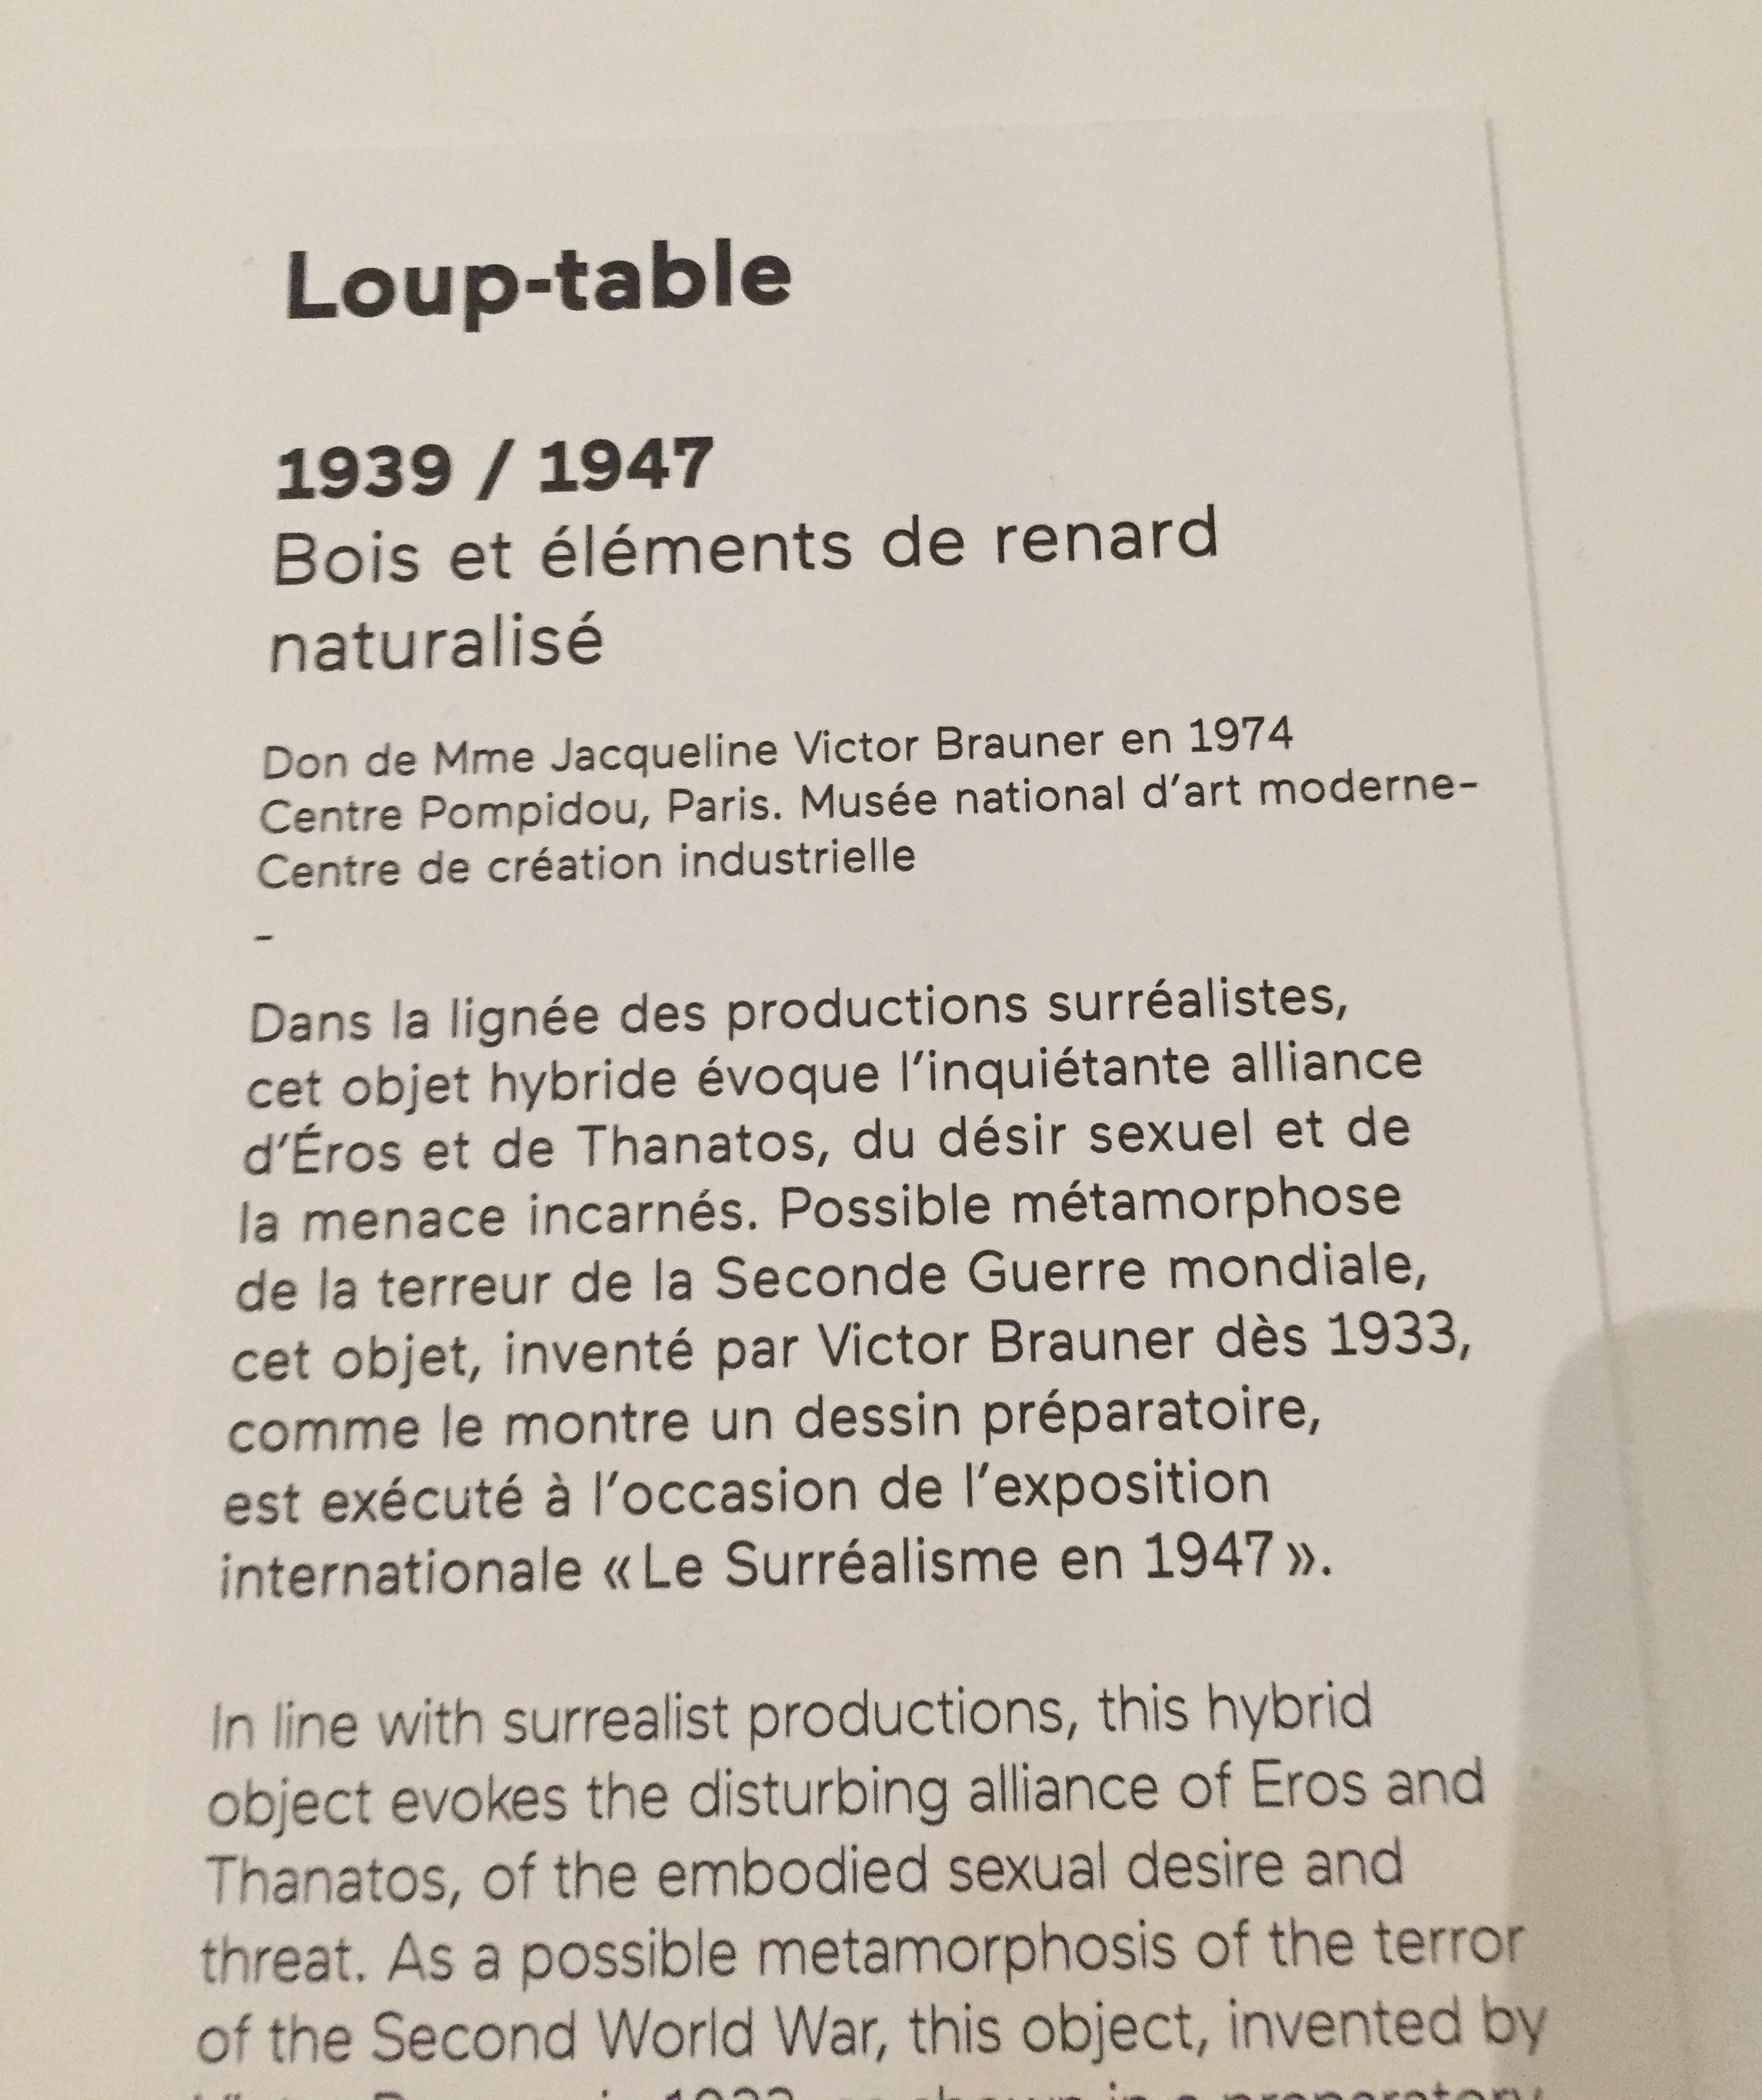 Loup-table
1939 / 1947
Bois et éléments de renard
naturalisé
Don de Mme Jacqueline Victor Brauner en 1974
Centre Pompidou, Paris. Musée national d’art moderne-
Centre de création industrielle
-
Dans la lignée des productions surréalistes,
cet objet hybride évoque l’inquiétante alliance
d’Éros et de Thanatos, du désir sexuel et de
la menace incarnés. Possible métamorphose
de la terreur de la Seconde Guerre mondiale,
cet objet, inventé par Victor Brauner dès 1933,
comme le montre un dessin préparatoire,
est exécuté à l’occasion de l’exposition
internationale « Le Surréalisme en 1947 ».
In line with surrealist productions, this hybrid
object evokes the disturbing alliance of Eros and
Thanatos, of the embodied sexual desire and
threat. As a possible metamorphosis of the terror
of the Second World War, this object, invented by